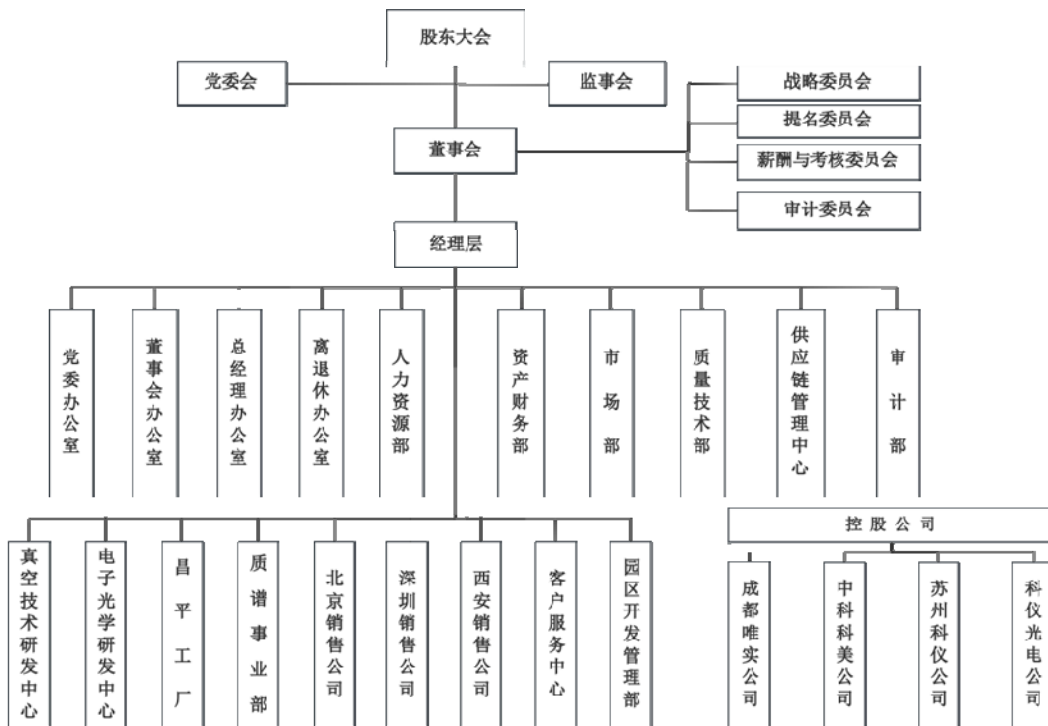 股东大会
党委会
监事会
战略委员会
提名委员会
董事会
薪酬与考核委员会
审计委员会
经理层
党委办公室
董事会办公室
总经理办公室
离退休办公室
人力资源部
资产财务部
市场部
质量技术部
供应链管理中心
审计部
控股公司
真空技术研发中心
电子光学研发中心
昌平工厂
质谱事业部
北京销售公司
深圳销售公司
西安销售公司
客户服务中心
园区开发管理部
成都唯实公司
中科科美公司
苏州科仪公司
科仪光电公司